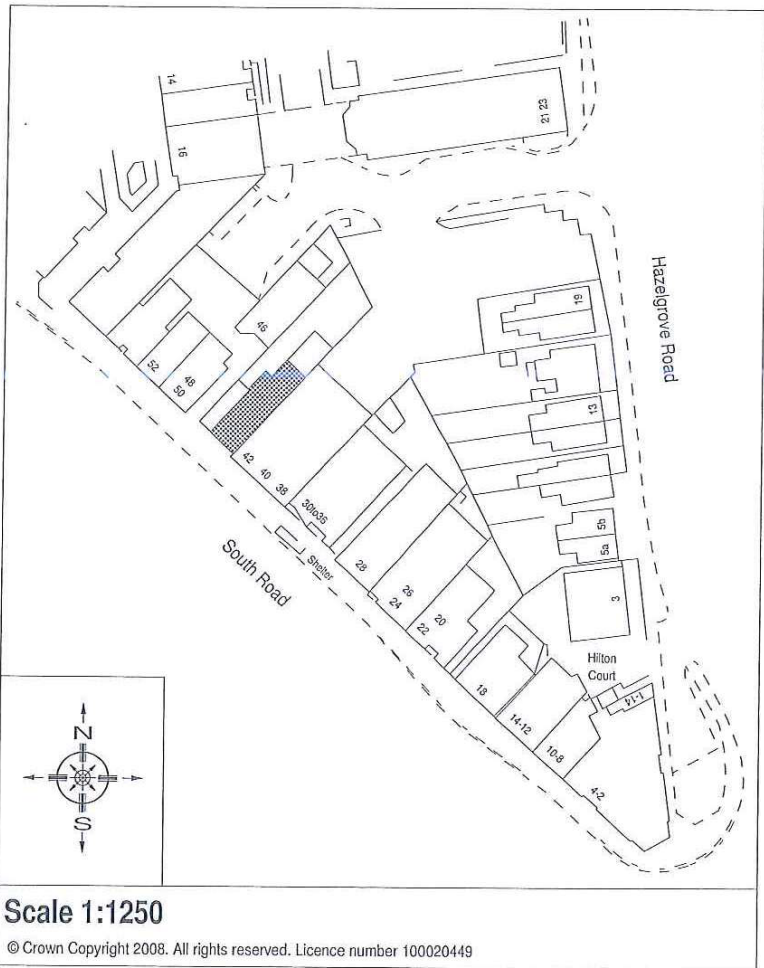 14
16
21 23
Hazelgrove Road
19
46
52
48
50
13
42
40
38
30to36
South Road
Shelter
28
26
24
20
22
5b
5a
3
Hilton
Court
1-14
18
14-12
10-8
4-2
N
S
Scale 1:1250
© Crown Copyright 2008. All rights reserved. Licence number 100020449